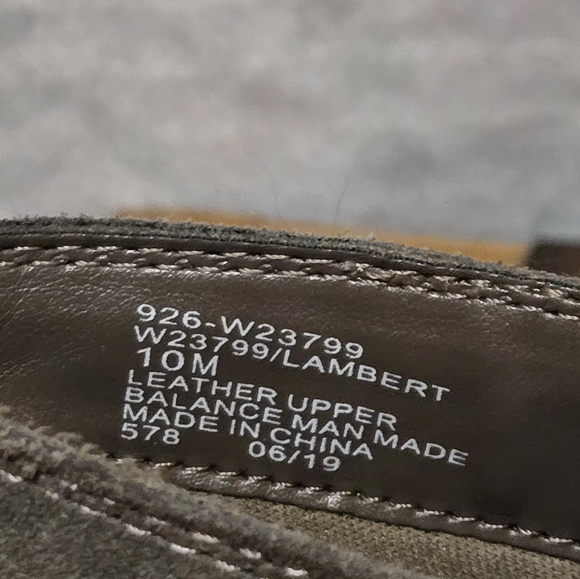 926-W23799
W23799/LAMBERT
10M
LEATHER UPPER
BALANCE MAN MADE
MADE IN CHINA
578 06/19